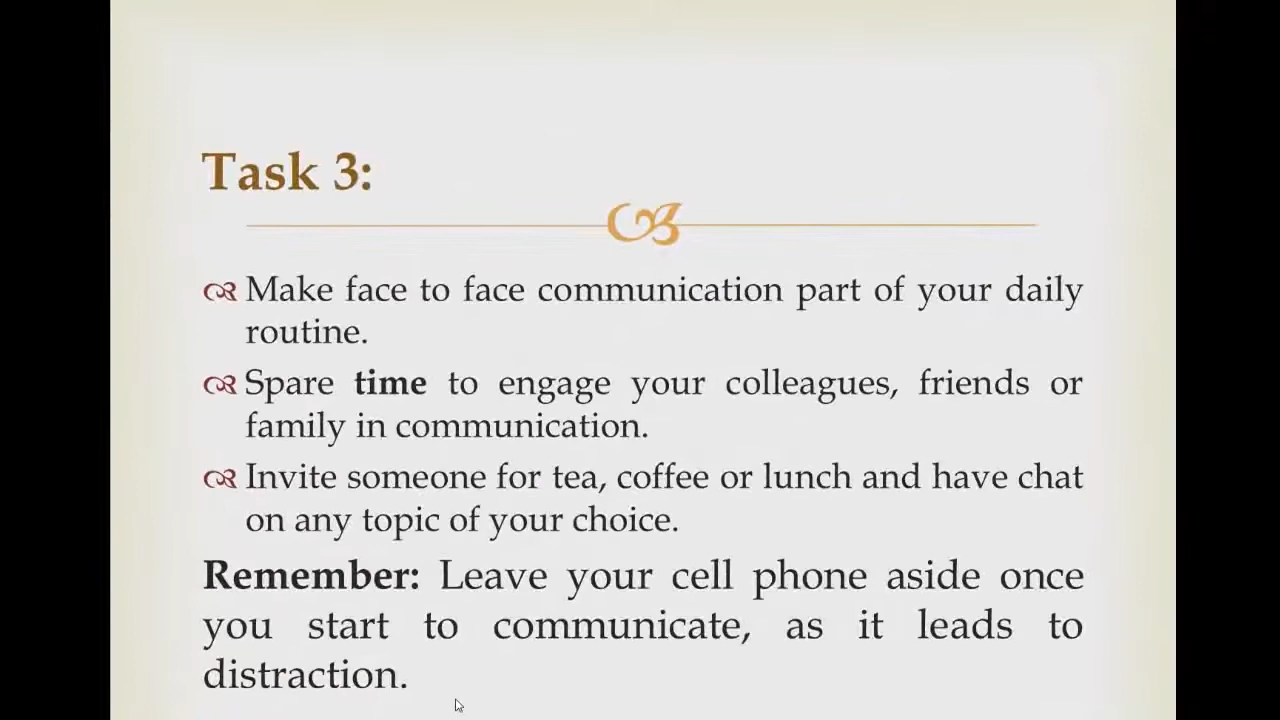 Task 3:
Make face to face communication part of your daily
routine.
Spare time to engage your colleagues, friends or
family in communication.
Invite someone for tea, coffee or lunch and have chat
on any topic of your choice.
Remember: Leave your cell phone aside once
you start to communicate, as it leads to
distraction.